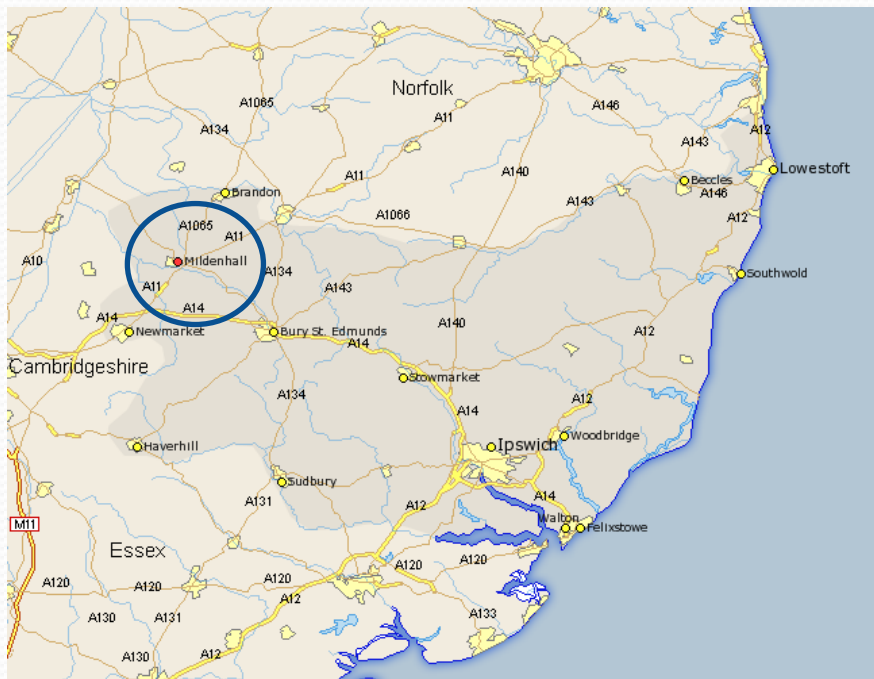 Norfolk
A1065
A134
A11
A146
A12
A143
A140
A11
Lowestoft
Beccles
A146
Brandon
A143
A1066
A12
A1065
A11
A10
Mildenhall
A134
Southwold
A11
A143
A14
A14
A140
Newmarket
Bury St. Edmunds
A12
A14
Cambridgeshire
Stowmarket
A134
A12
A14
Woodbridge
Ipswich
Haverhill
Sudbury
A131
A14
A12
Walton
Felixstowe
M11
Essex
A120
A120
A120
A120
A12
A133
A130
A131
A130
A12